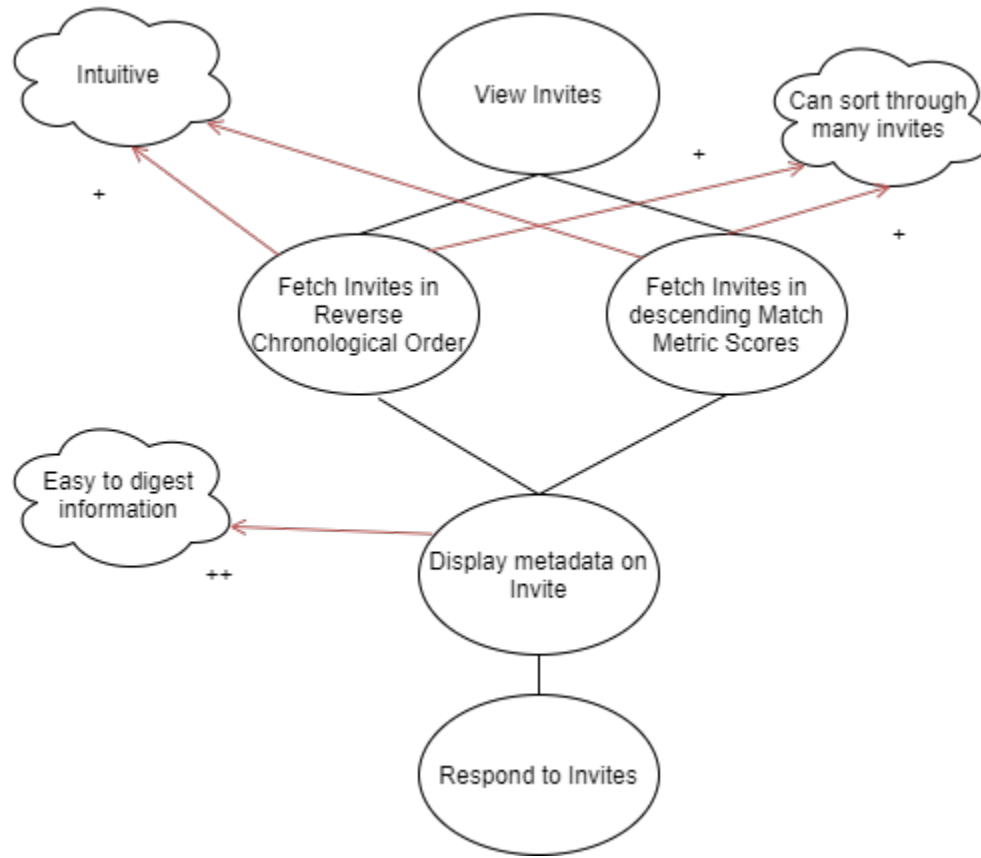 Intuitive
View Invites
Can sort through
many invites
+
+
+
Fetch Invites in
Reverse
Chronological Order
Fetch Invites in
descending Match
Metric Scores
Easy to digest
information
++
Display metadata on
Invite
Respond to Invites